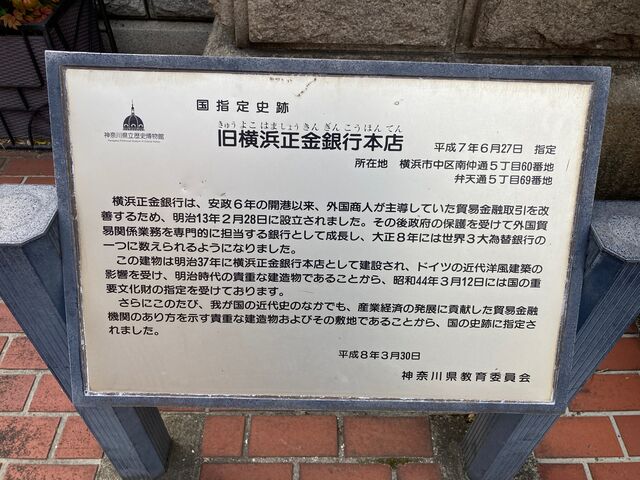 国指定史跡
きゅうよこはましょうきんぎんこうほんてん
旧横浜正金銀行本店
神奈川県立歴史博物館
平成7年6月27日 指定
所在地 横浜市中区南仲通5丁目60番地
弁天通5丁目69番地
横浜正金銀行は、安政6年の開港以来、外国商人が主導していた貿易金融取引を改
善するため、明治13年2月28日に設立されました。その後政府の保護を受けて外国貿
易関係業務を専門的に担当する銀行として成長し、大正8年には世界3大為替銀行の
一つに数えられるようになりました。
この建物は明治37年に横浜正金銀行本店として建設され、ドイツの近代洋風建築の
影響を受け、明治時代の貴重な建造物であることから、昭和44年3月12日には国の重
要文化財の指定を受けております。
さらにこのたび、我が国の近代史のなかでも、産業経済の発展に貢献した貿易金融
機関のあり方を示す貴重な建造物およびその敷地であることから、国の史跡に指定さ
れました。
平成8年3月30日
神奈川県教育委員会